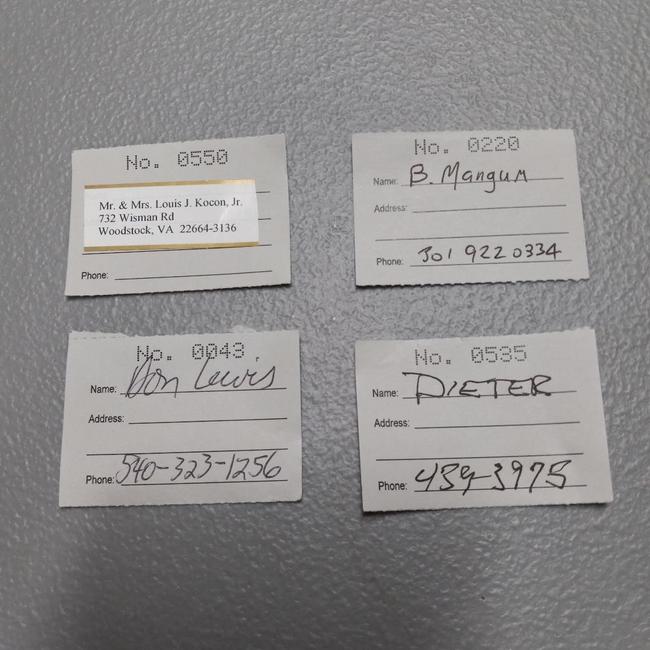 No. 0550
Mr. & Mrs. Louis J. Kocon, Jr.
732 Wisman Rd
Woodstock, VA 22664-3136
Phone:
No. 0220
Name: B. Mangum
Address:
Phone: 301 922 0334
No. 0043
Name: Don Lewis
Address:
Phone: 540-323-1256
No. 0535
Name: DIETER
Address:
Phone: 459-3975